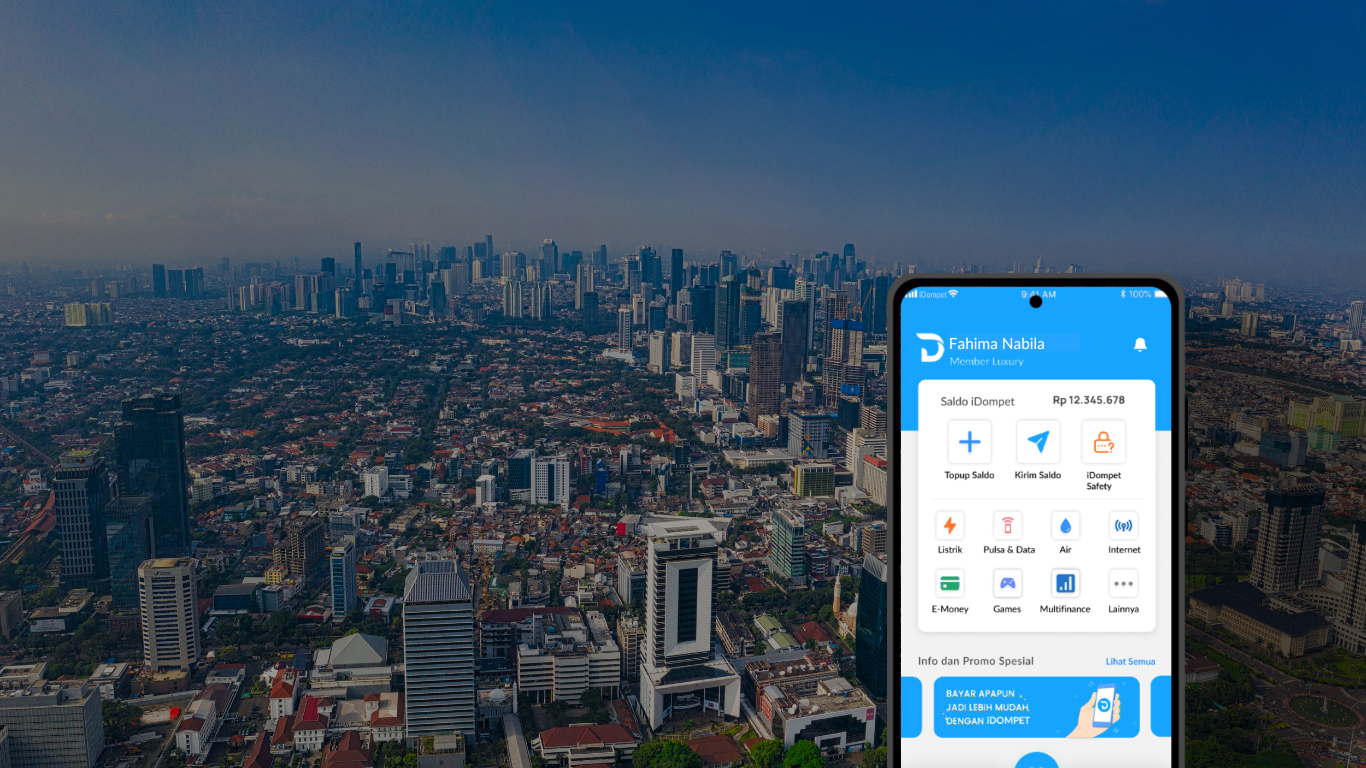 iDompet 9:41 AM 100%
Fahima Nabila
Member Luxury
Saldo iDompet Rp 12.345.678
Topup Saldo Kirim Saldo iDompet
Safety
Listrik Pulsa & Data Air Internet
E-Money Games Multifinance Lainnya
Info dan Promo Spesial Lihat Semua
BAYAR APAPUN
JADI LEBIH MUDAH,
DENGAN iDOMPET